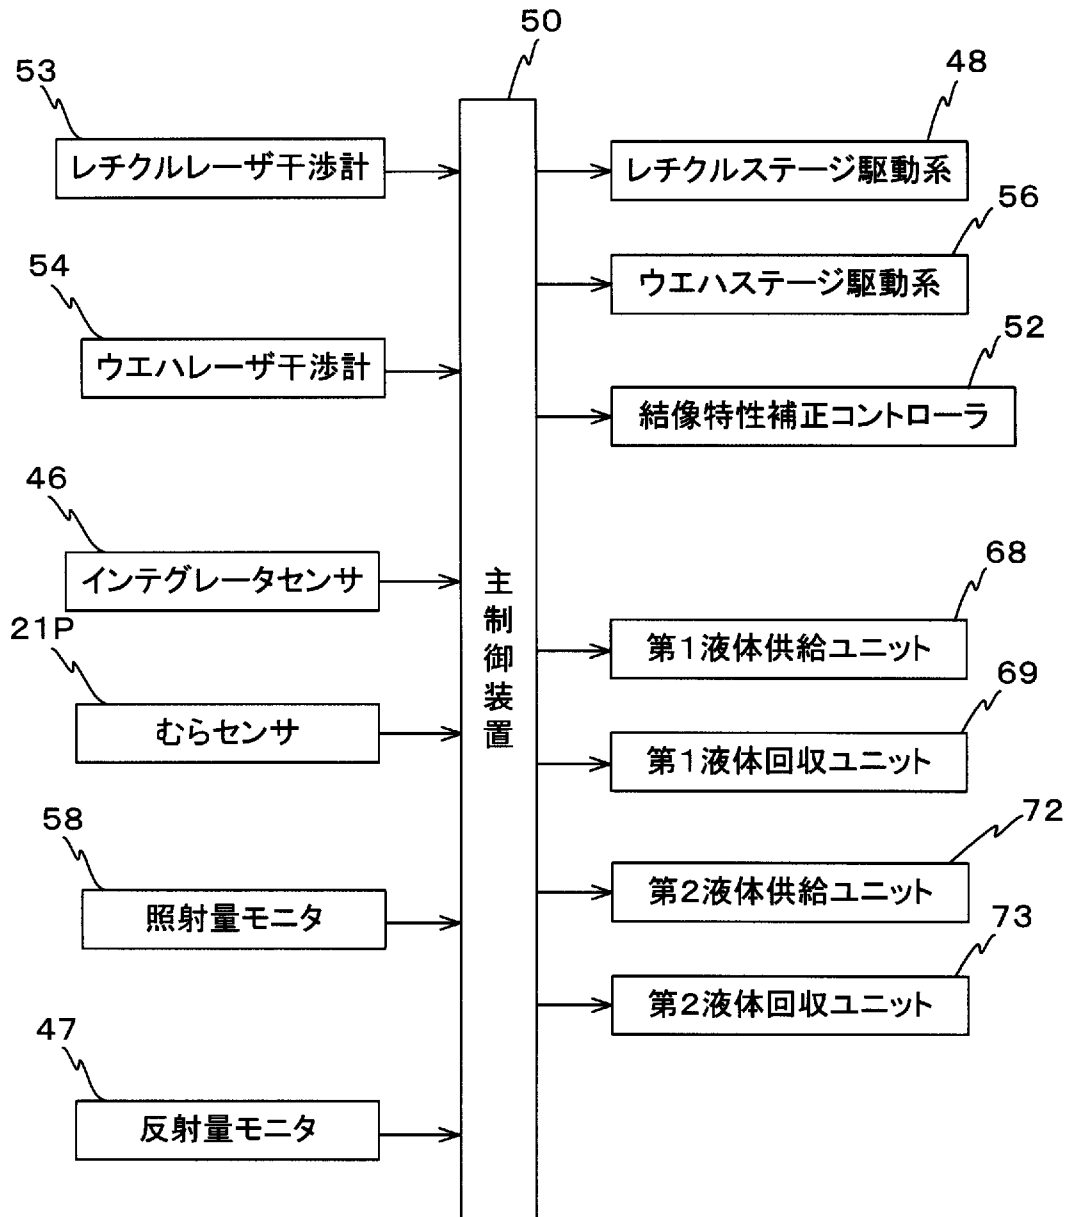 50
53
レチクルレーザ干渉計
54
ウエハレーザ干渉計
46
インテグレータセンサ
21P
むらセンサ
58
照射量モニタ
47
反射量モニタ
主制御装置
48
レチクルステージ駆動系
56
ウエハステージ駆動系
52
結像特性補正コントローラ
68
第1液体供給ユニット
69
第1液体回収ユニット
72
第2液体供給ユニット
73
第2液体回収ユニット